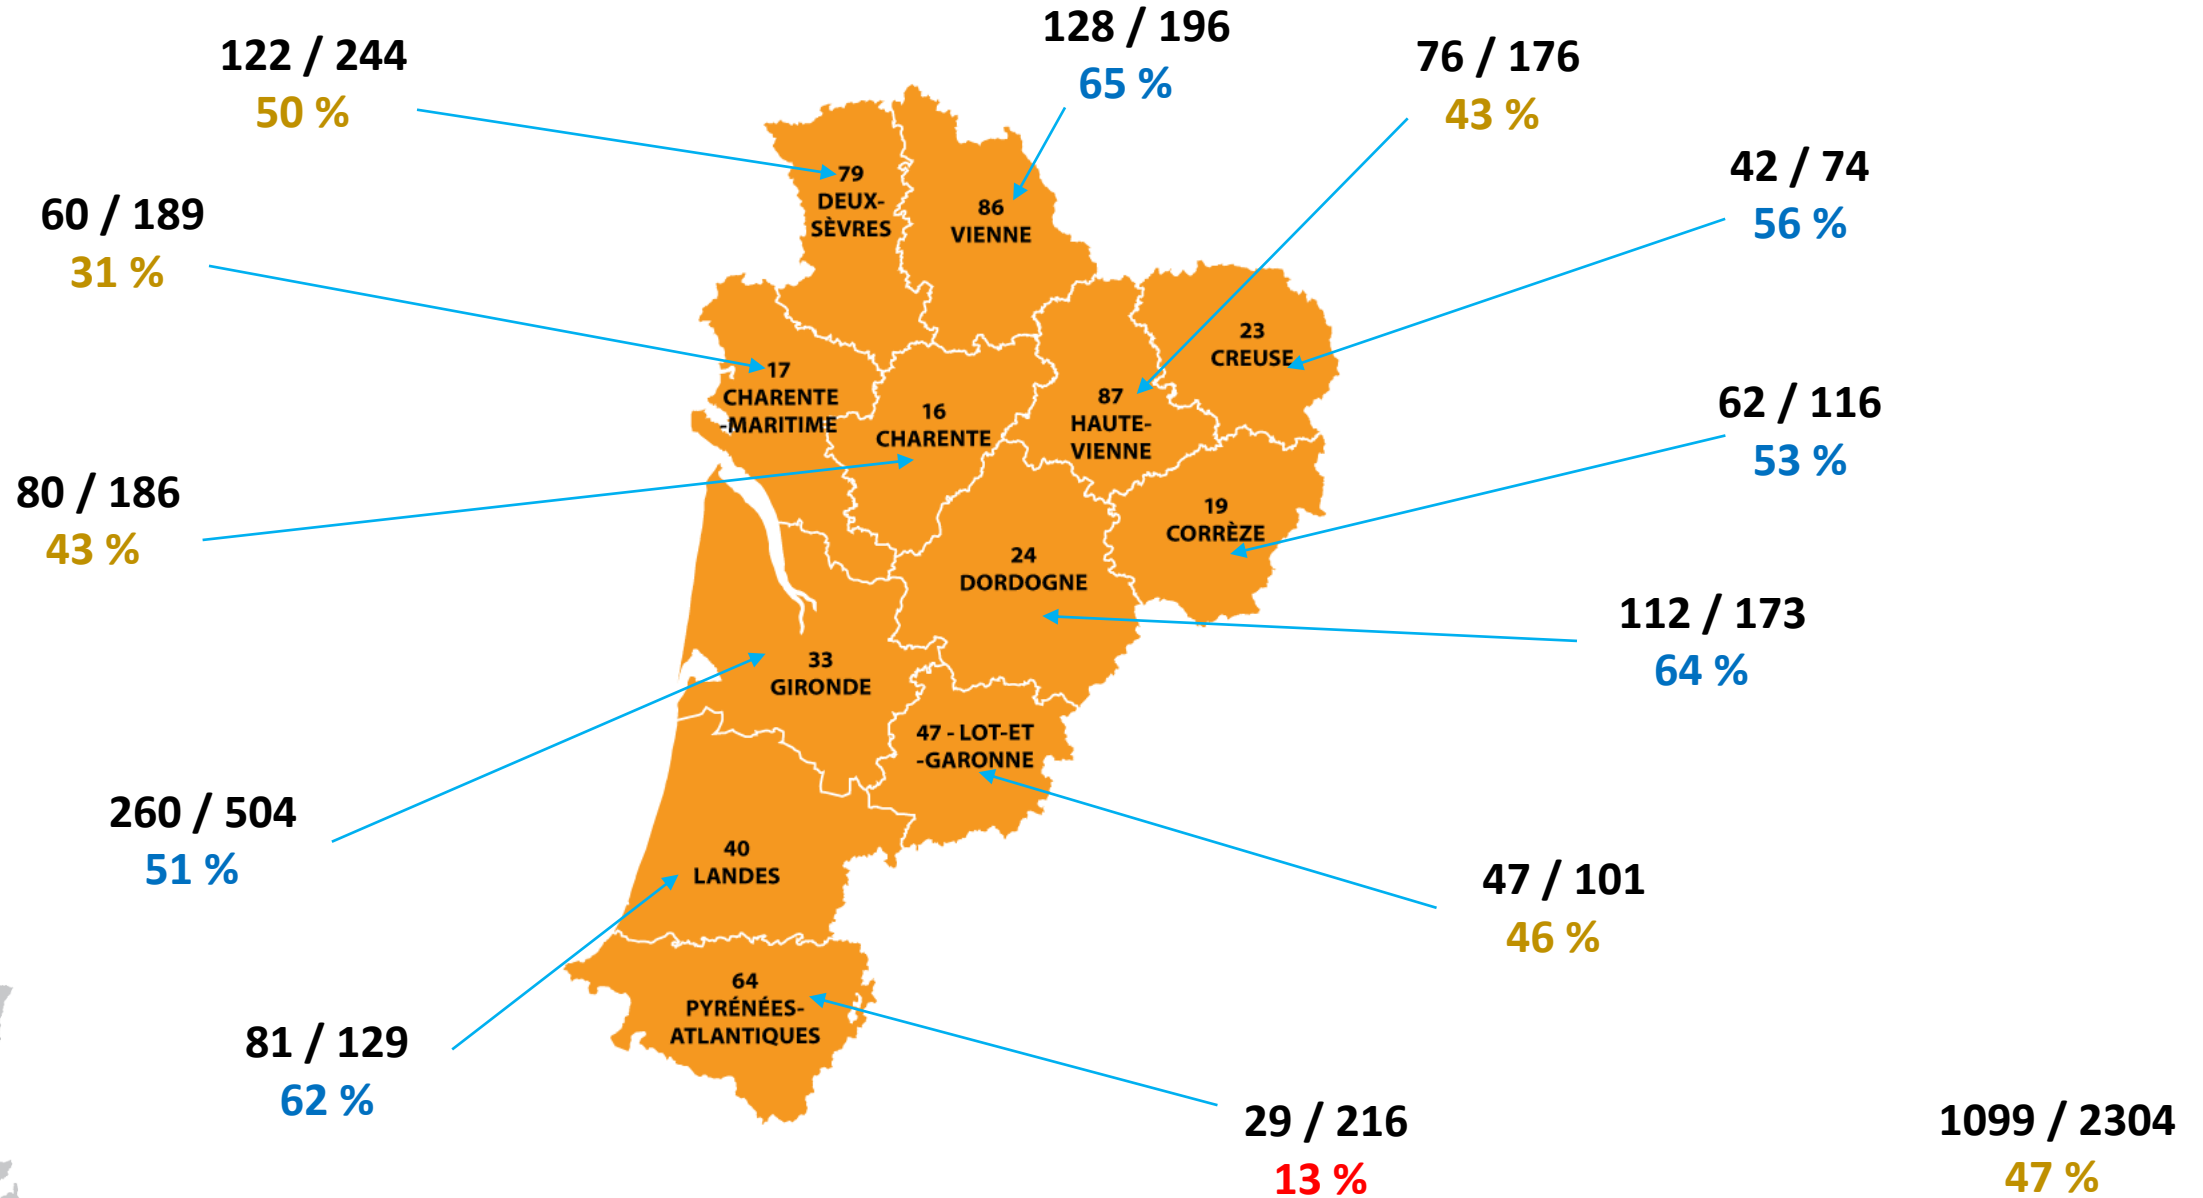 128 / 196
65 %
122 / 244
50 %
76 / 176
43 %
42 / 74
56 %
60 / 189
31 %
79
DEUX-
SÈVRES
86
VIENNE
23
CREUSE
17
CHARENTE
-MARITIME
16
CHARENTE
87
HAUTE-
VIENNE
62 / 116
53 %
80 / 186
43 %
19
CORRÈZE
24
DORDOGNE
112 / 173
64 %
33
GIRONDE
47 - LOT-ET
-GARONNE
260 / 504
51 %
40
LANDES
47 / 101
46 %
64
PYRÉNÉES-
ATLANTIQUES
81 / 129
62 %
29 / 216
13 %
1099 / 2304
47 %